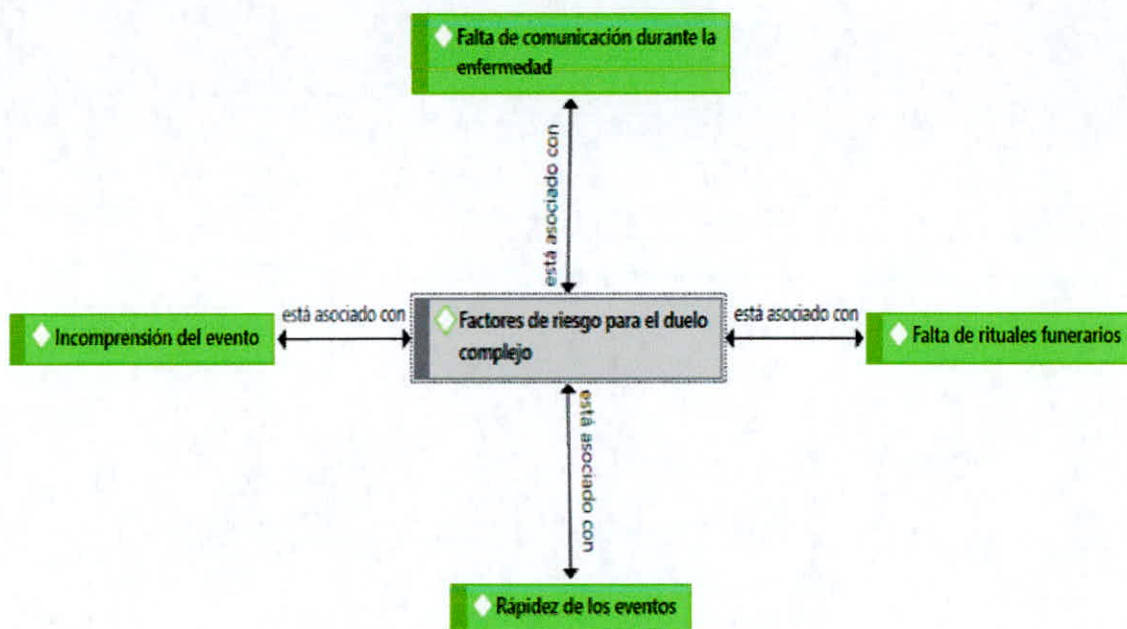 Falta de comunicación durante la
enfermedad
está asociado con
está asociado con
Factores de riesgo para el duelo
complejo
está asociado con
Incomprensión del evento
Falta de rituales funerarios
está asociado con
Rápidez de los eventos